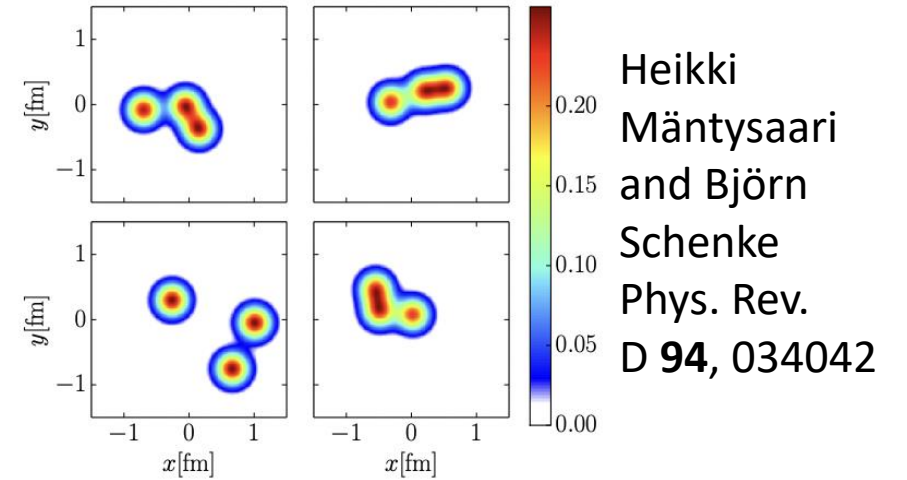 1
0
−1
y[fm]
1
0
−1
y[fm]
−1 0 1
x[fm]
−1 0 1
x[fm]
0.20
0.15
0.10
0.05
0.00
Heikki
Mäntysaari
and Björn
Schenke
Phys. Rev.
D 94, 034042